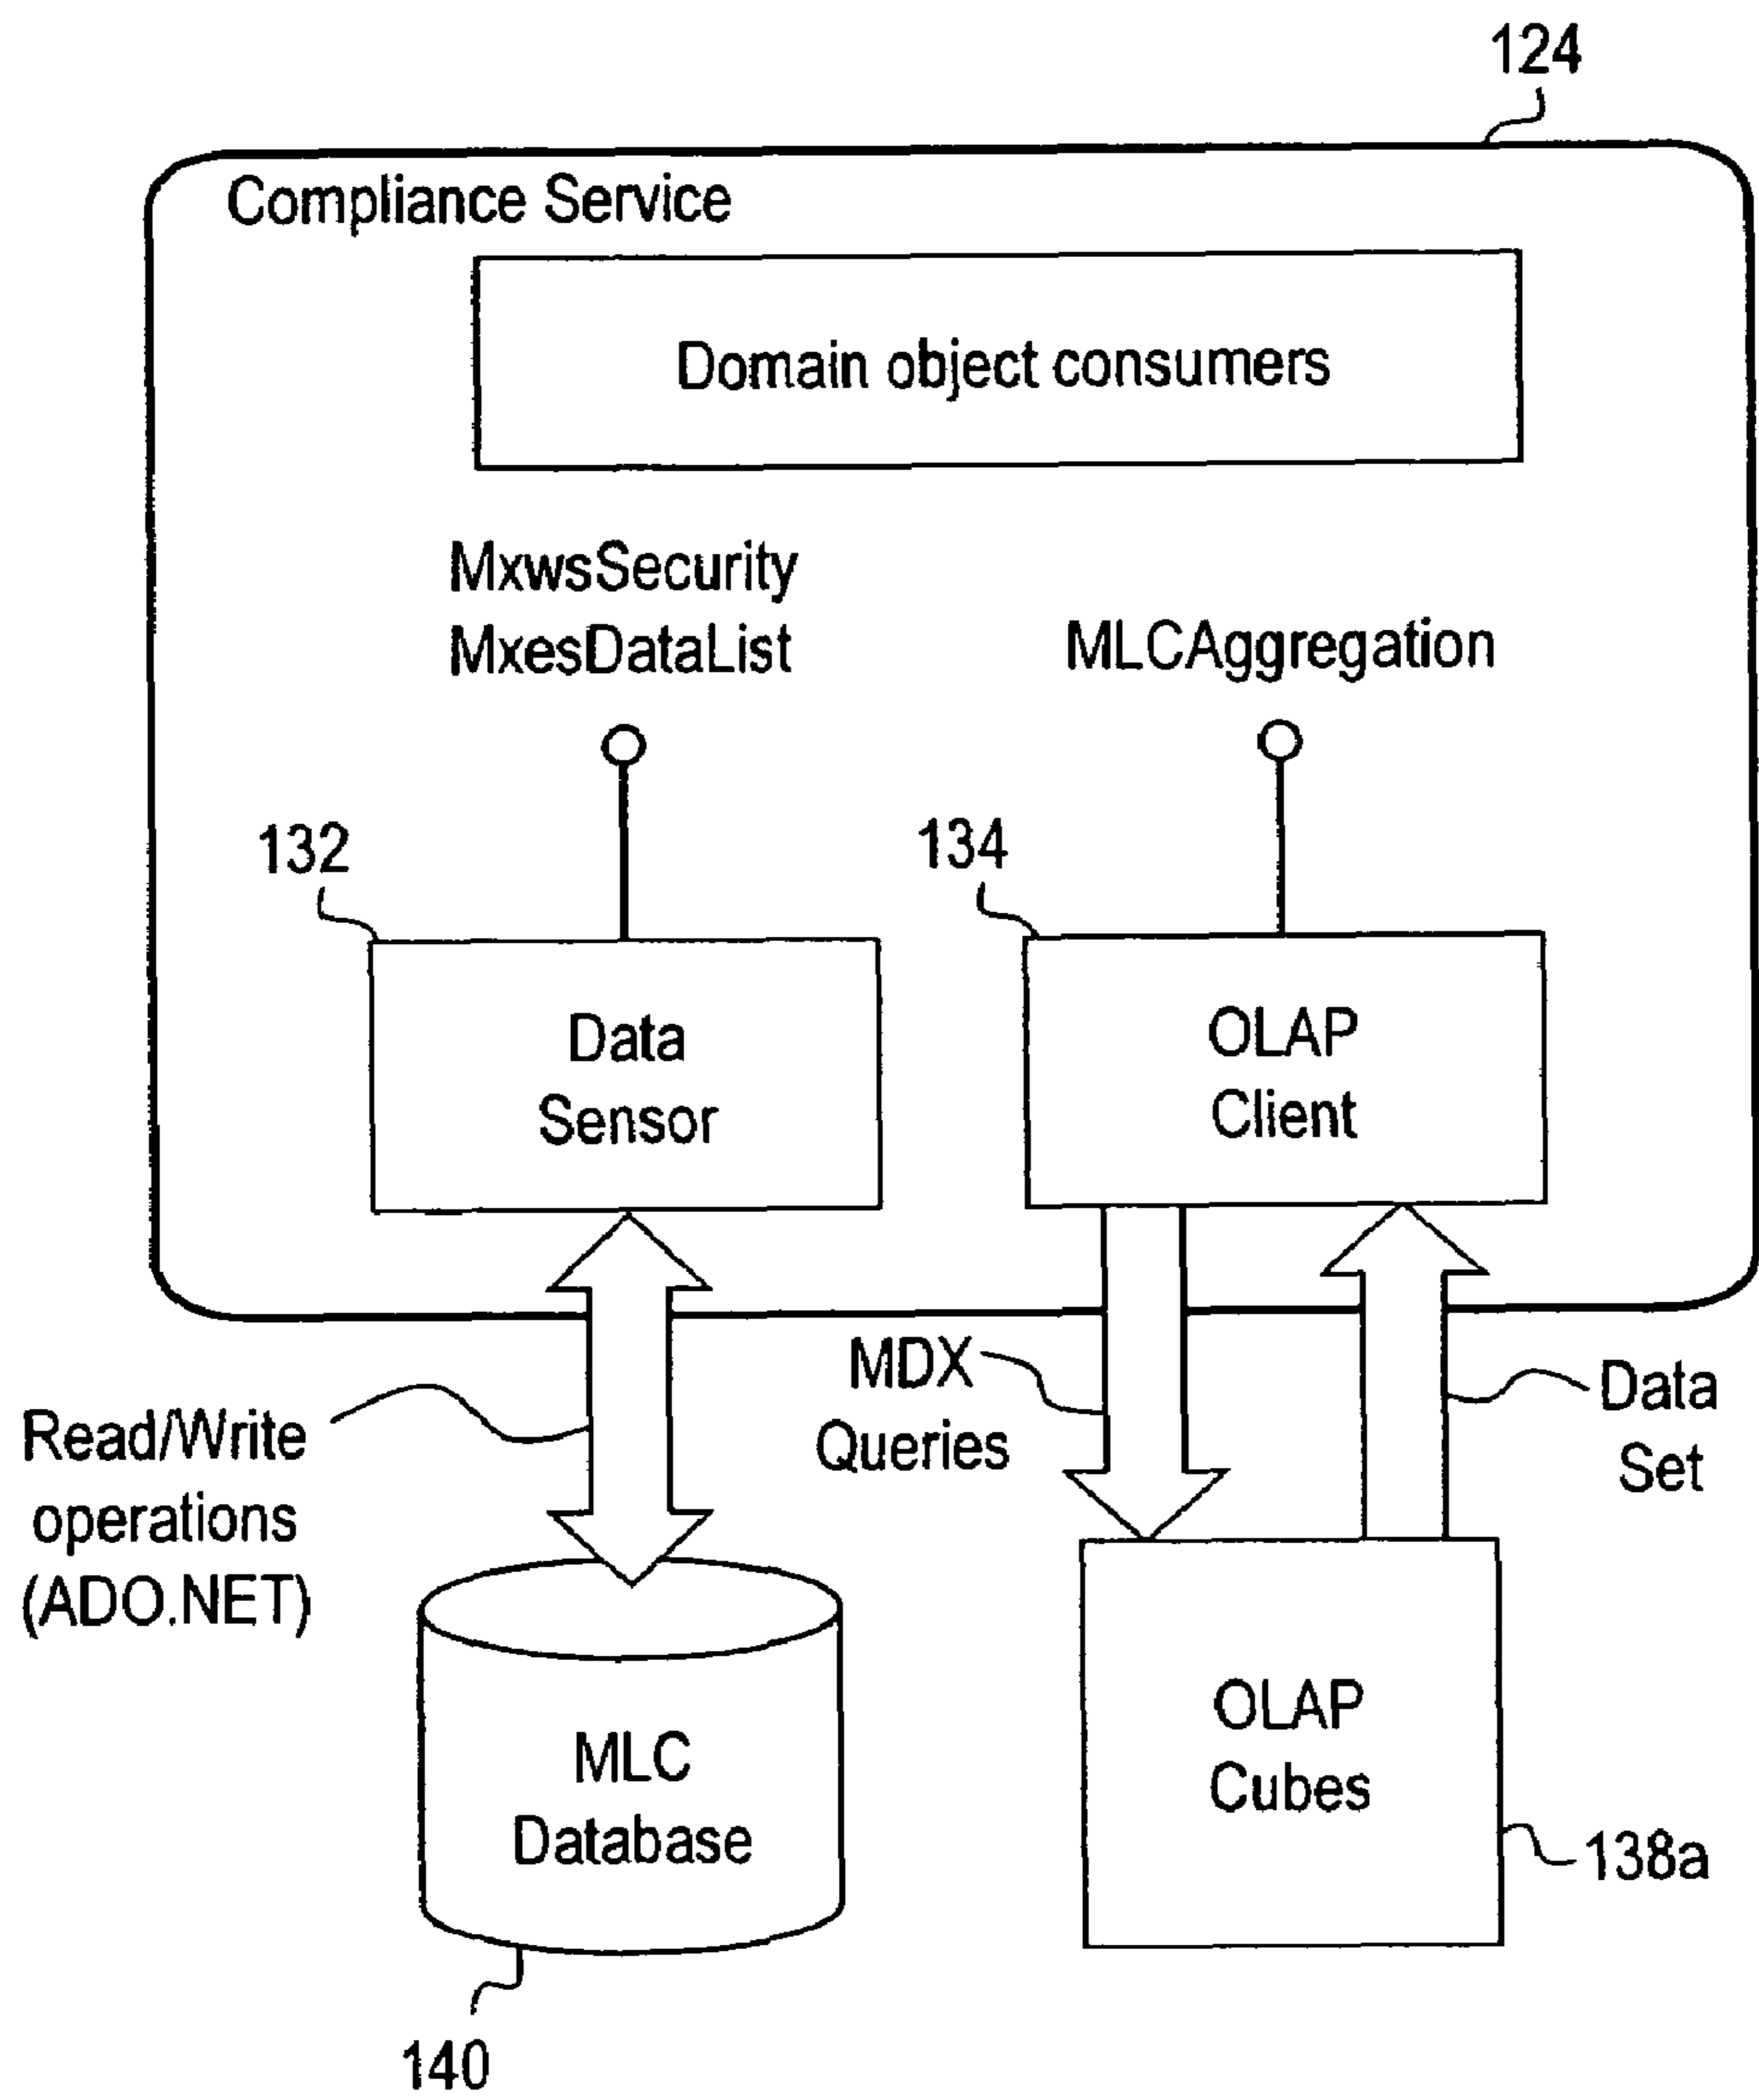 124
Compliance Service
Domain object consumers
MxwsSecurity
MxesDataList
MLCAggregation
132
134
Data
Sensor
OLAP
Client
Read/Write
operations
(ADO.NET)
MDX
Queries
Data
Set
MLC
Database
OLAP
Cubes
138a
140